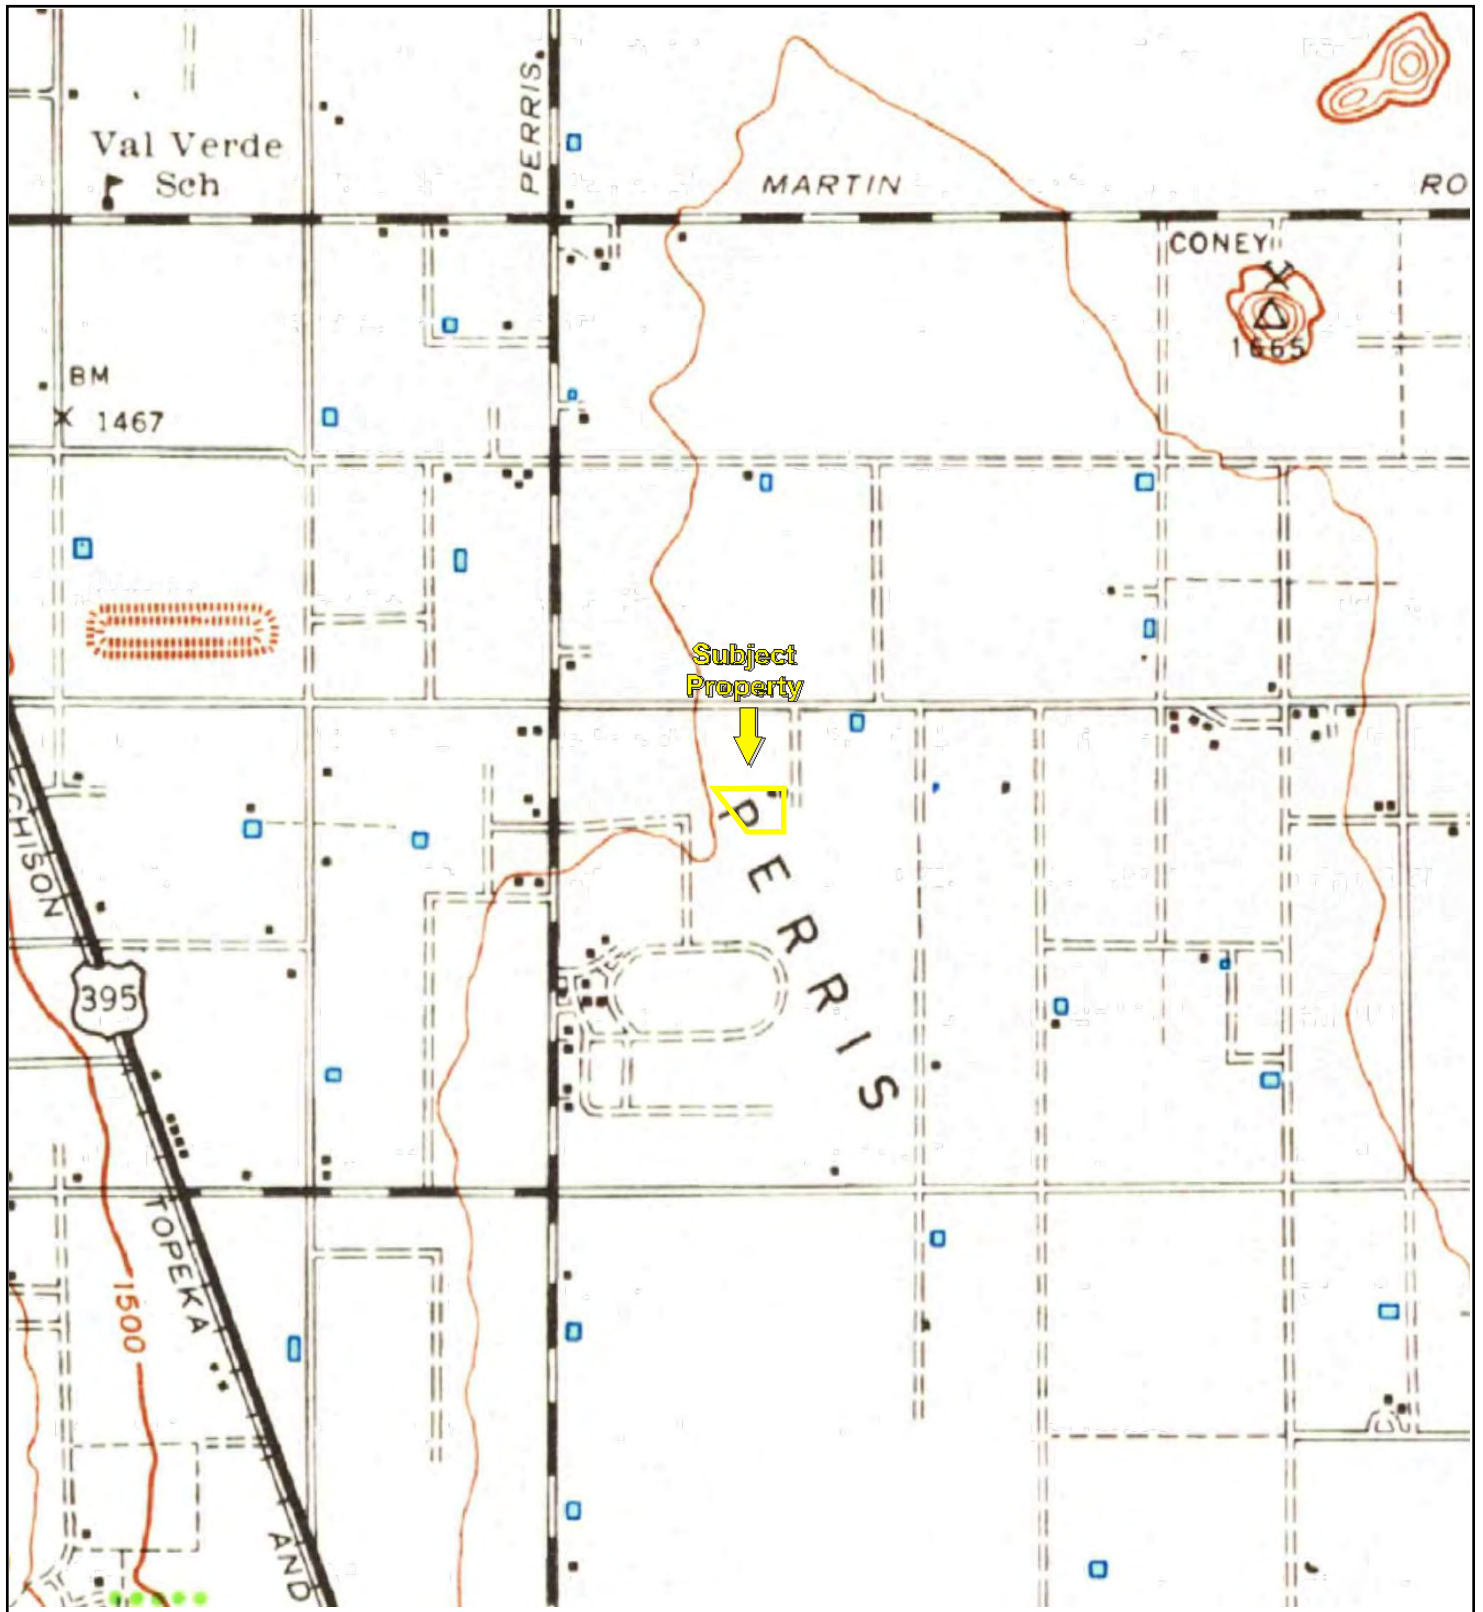 PERRIS
Val Verde
Sch
MARTIN
RO
CONEY
1665
BM
1467
Subject
Property
PERRIS
CHISON
395
TOPEKA
1500
AND